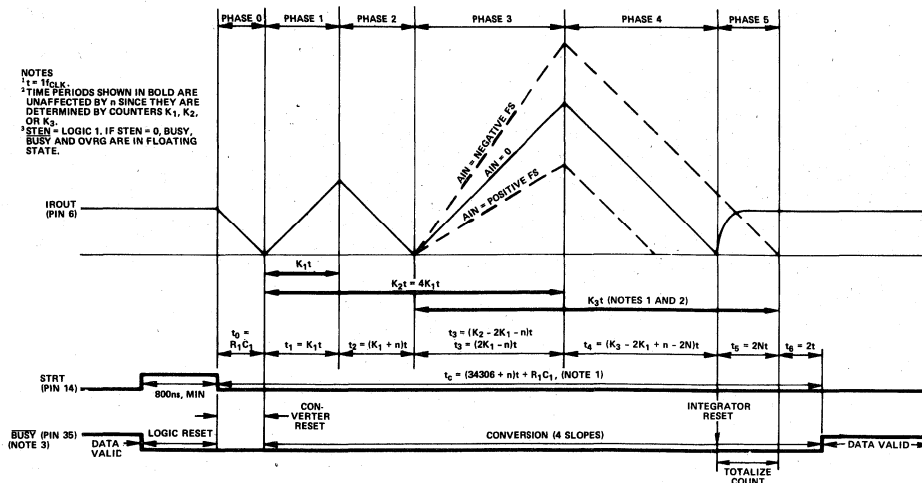 PHASE 0 PHASE 1 PHASE 2 PHASE 3 PHASE 4 PHASE 5
NOTES
¹t = 1fCLK.
²TIME PERIODS SHOWN IN BOLD ARE
UNAFFECTED BY n SINCE THEY ARE
DETERMINED BY COUNTERS K₁, K₂,
OR K₃.
³STEN = LOGIC 1. IF STEN = 0, BUSY,
BUSY AND OVRG ARE IN FLOATING
STATE.
AIN = NEGATIVE FS
AIN = 0
AIN = POSITIVE FS
IROUT
(PIN 6)
K₁t
K₂t = 4K₁t
K₃t (NOTES 1 AND 2)
t₀ =
R₁C₁
t₁ = K₁t
t₂ = (K₁ + n)t
t₃ = (K₂ - 2K₁ - n)t
t₃ = (2K₁ - n)t
t₄ = (K₃ - 2K₁ + n - 2N)t
t₅ = 2Nt
t₆ = 2t
STRT
(PIN 14)
800ns, MIN
tc = (34306 + n)t + R₁C₁, (NOTE 1)
CON-
VERTER
RESET
INTEGRATOR
RESET
BUSY (PIN 35)
(NOTE 3)
DATA
VALID
LOGIC RESET
CONVERSION (4 SLOPES)
DATA VALID
TOTALIZE
COUNT